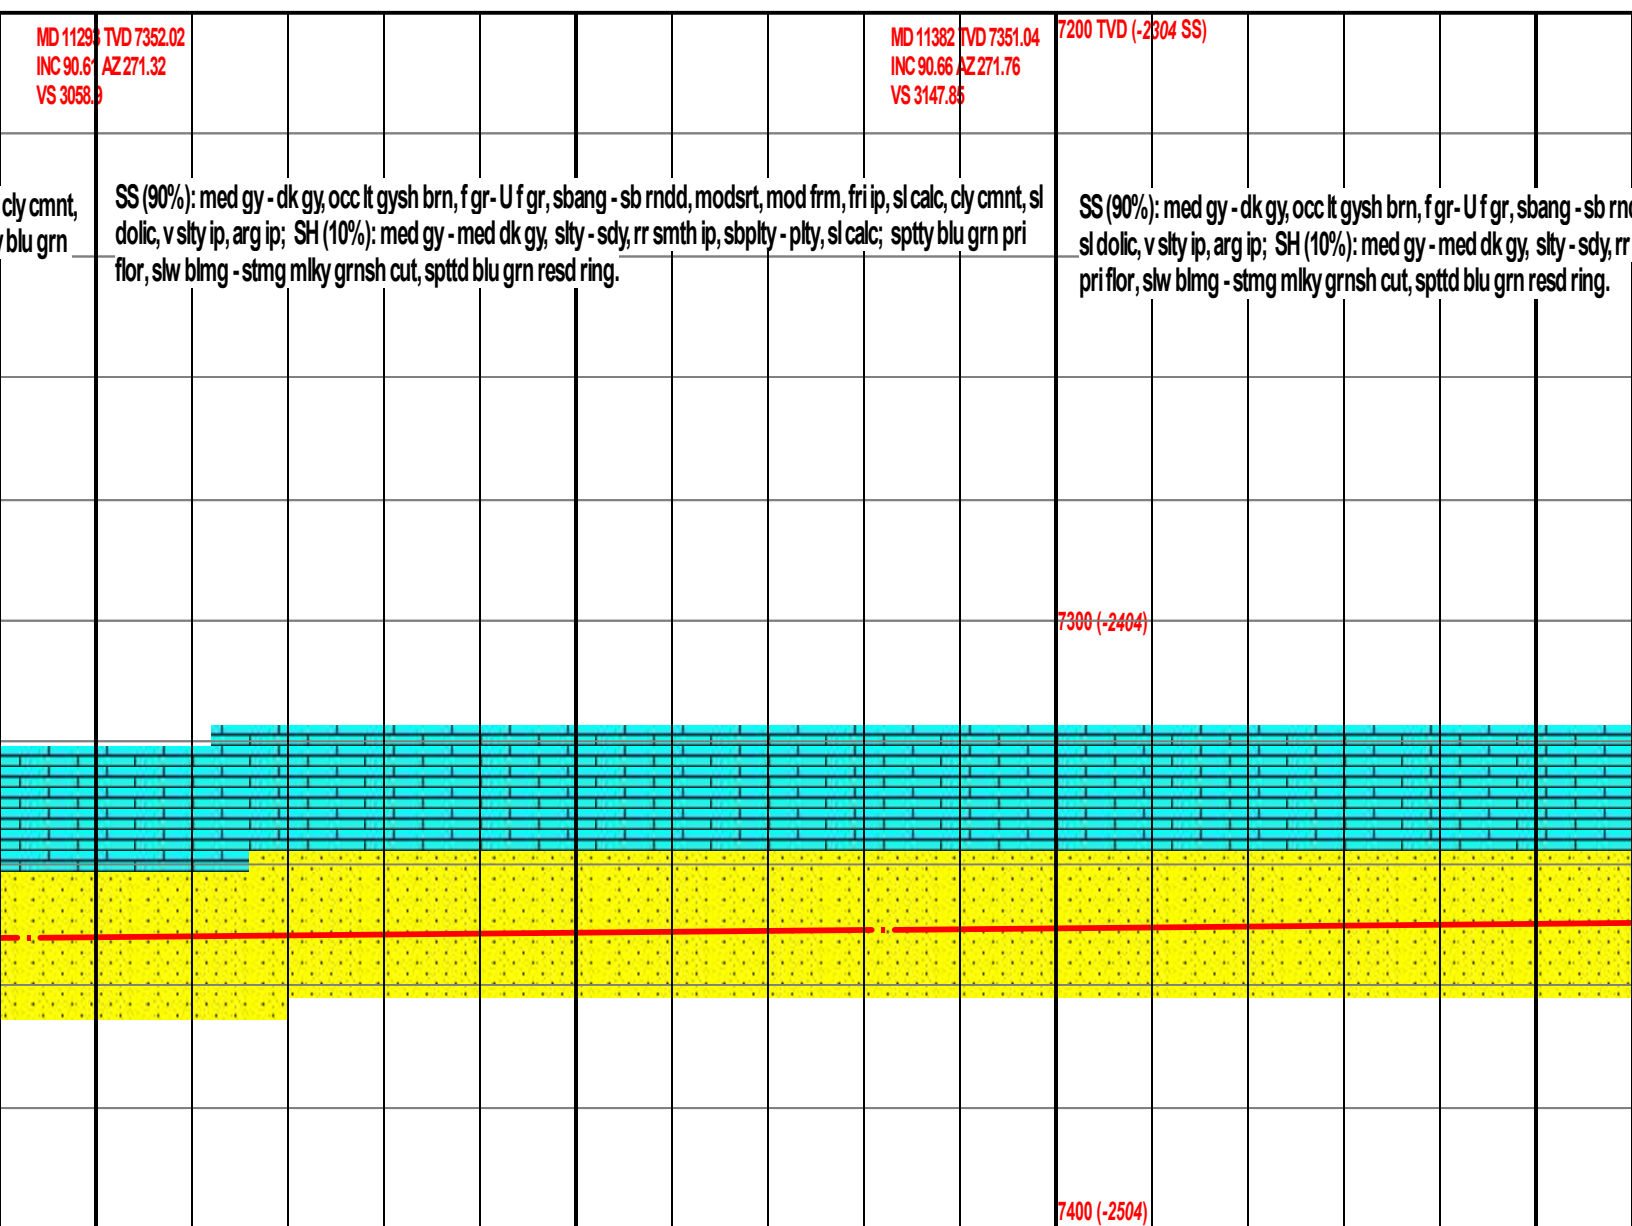 MD 11293 TVD 7352.02
INC 90.61 AZ 271.32
VS 3058.9
MD 11382 TVD 7351.04
INC 90.66 AZ 271.76
VS 3147.85
7200 TVD (-2304 SS)
cly cmnt,
blu grn
SS (90%): med gy - dk gy, occ lt gysh brn, f gr- U f gr, sbang - sb rndd, modsrt, mod frm, fri ip, sl calc, cly cmnt, sl
dolic, v slty ip, arg ip; SH (10%): med gy - med dk gy, slty - sdy, rr smth ip, sbplty - plty, sl calc; sptty blu grn pri
flor, slw blmg - stmg mlky grnsh cut, spttd blu grn resd ring.
SS (90%): med gy - dk gy, occ lt gysh brn, f gr- U f gr, sbang - sb rnd
sl dolic, v slty ip, arg ip; SH (10%): med gy - med dk gy, slty - sdy, rr
pri flor, slw blmg - stmg mlky grnsh cut, spttd blu grn resd ring.
7300 (-2404)
7400 (-2504)